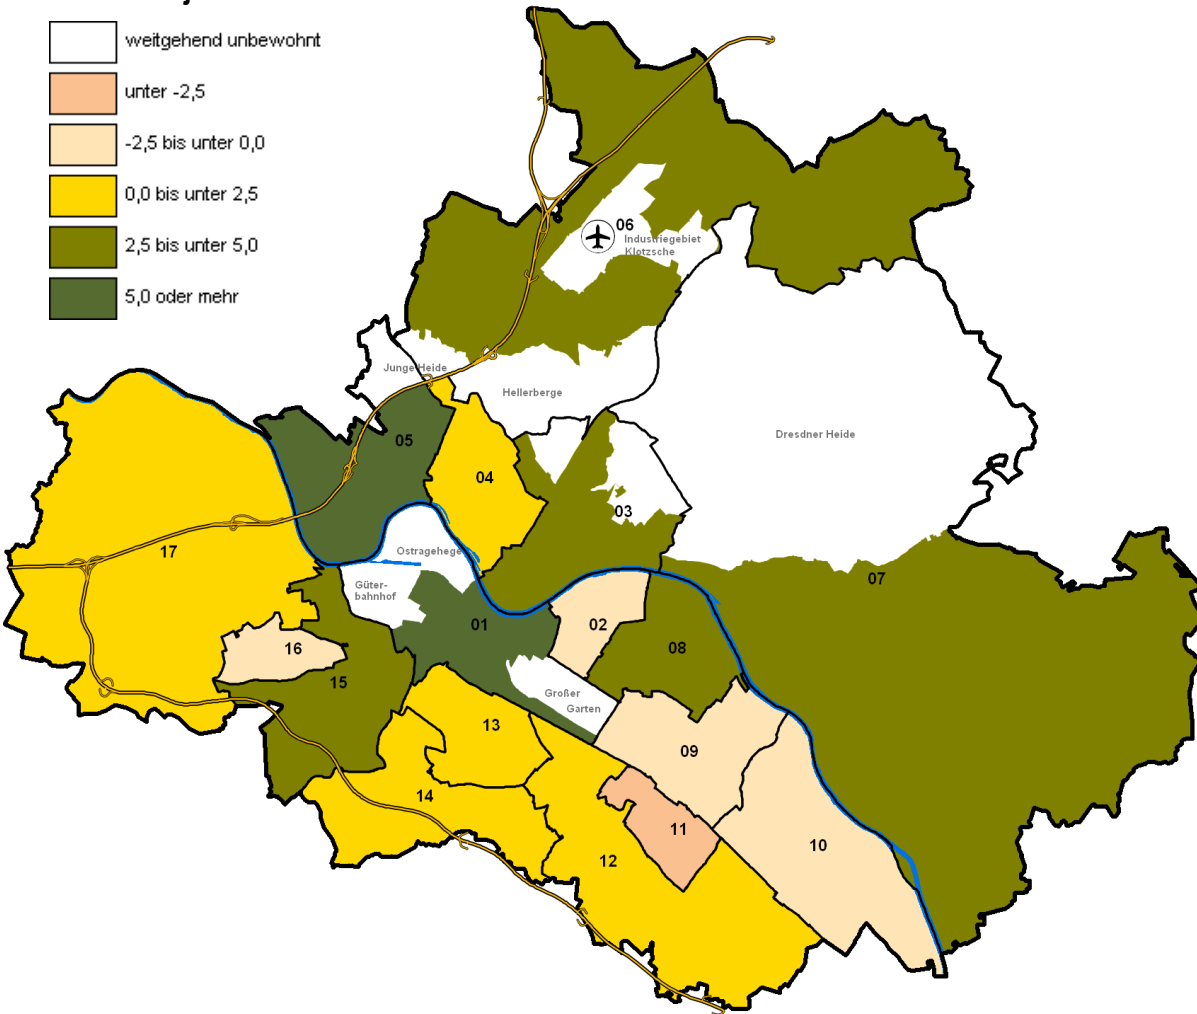 weitgehend unbewohnt
unter -2,5
-2,5 bis unter 0,0
0,0 bis unter 2,5
2,5 bis unter 5,0
5,0 oder mehr
06
Industriegebiet
Klotzsche
Junge Heide
Hellerberge
Dresdner Heide
05
04
03
Ostragehege
17
07
Güter-
bahnhof
01
02
08
16
15
Großer
Garten
13
09
14
11
10
12